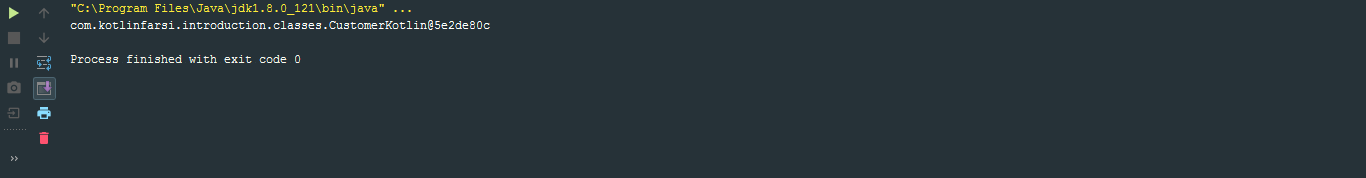 "C:\Program Files\Java\jdk1.8.0_121\bin\java" ...
com.kotlinfarsi.introduction.classes.CustomerKotlin@5e2de80c
Process finished with exit code 0